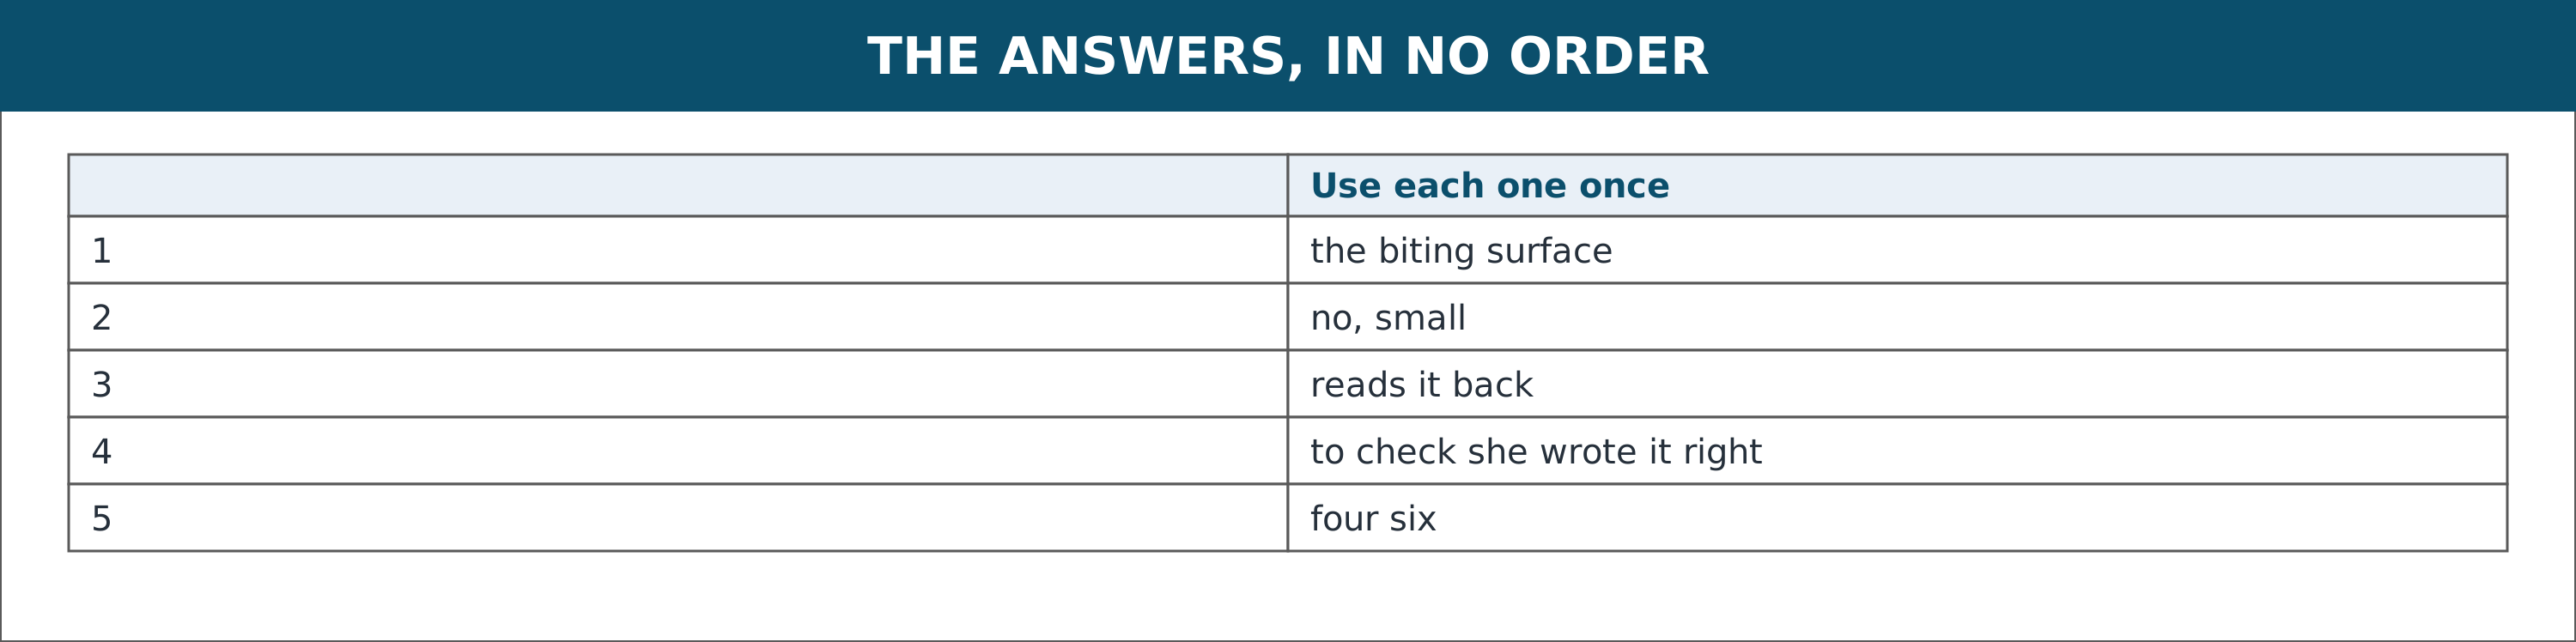 THE ANSWERS, IN NO ORDER
Use each one once
1 the biting surface
2 no, small
3 reads it back
4 to check she wrote it right
5 four six